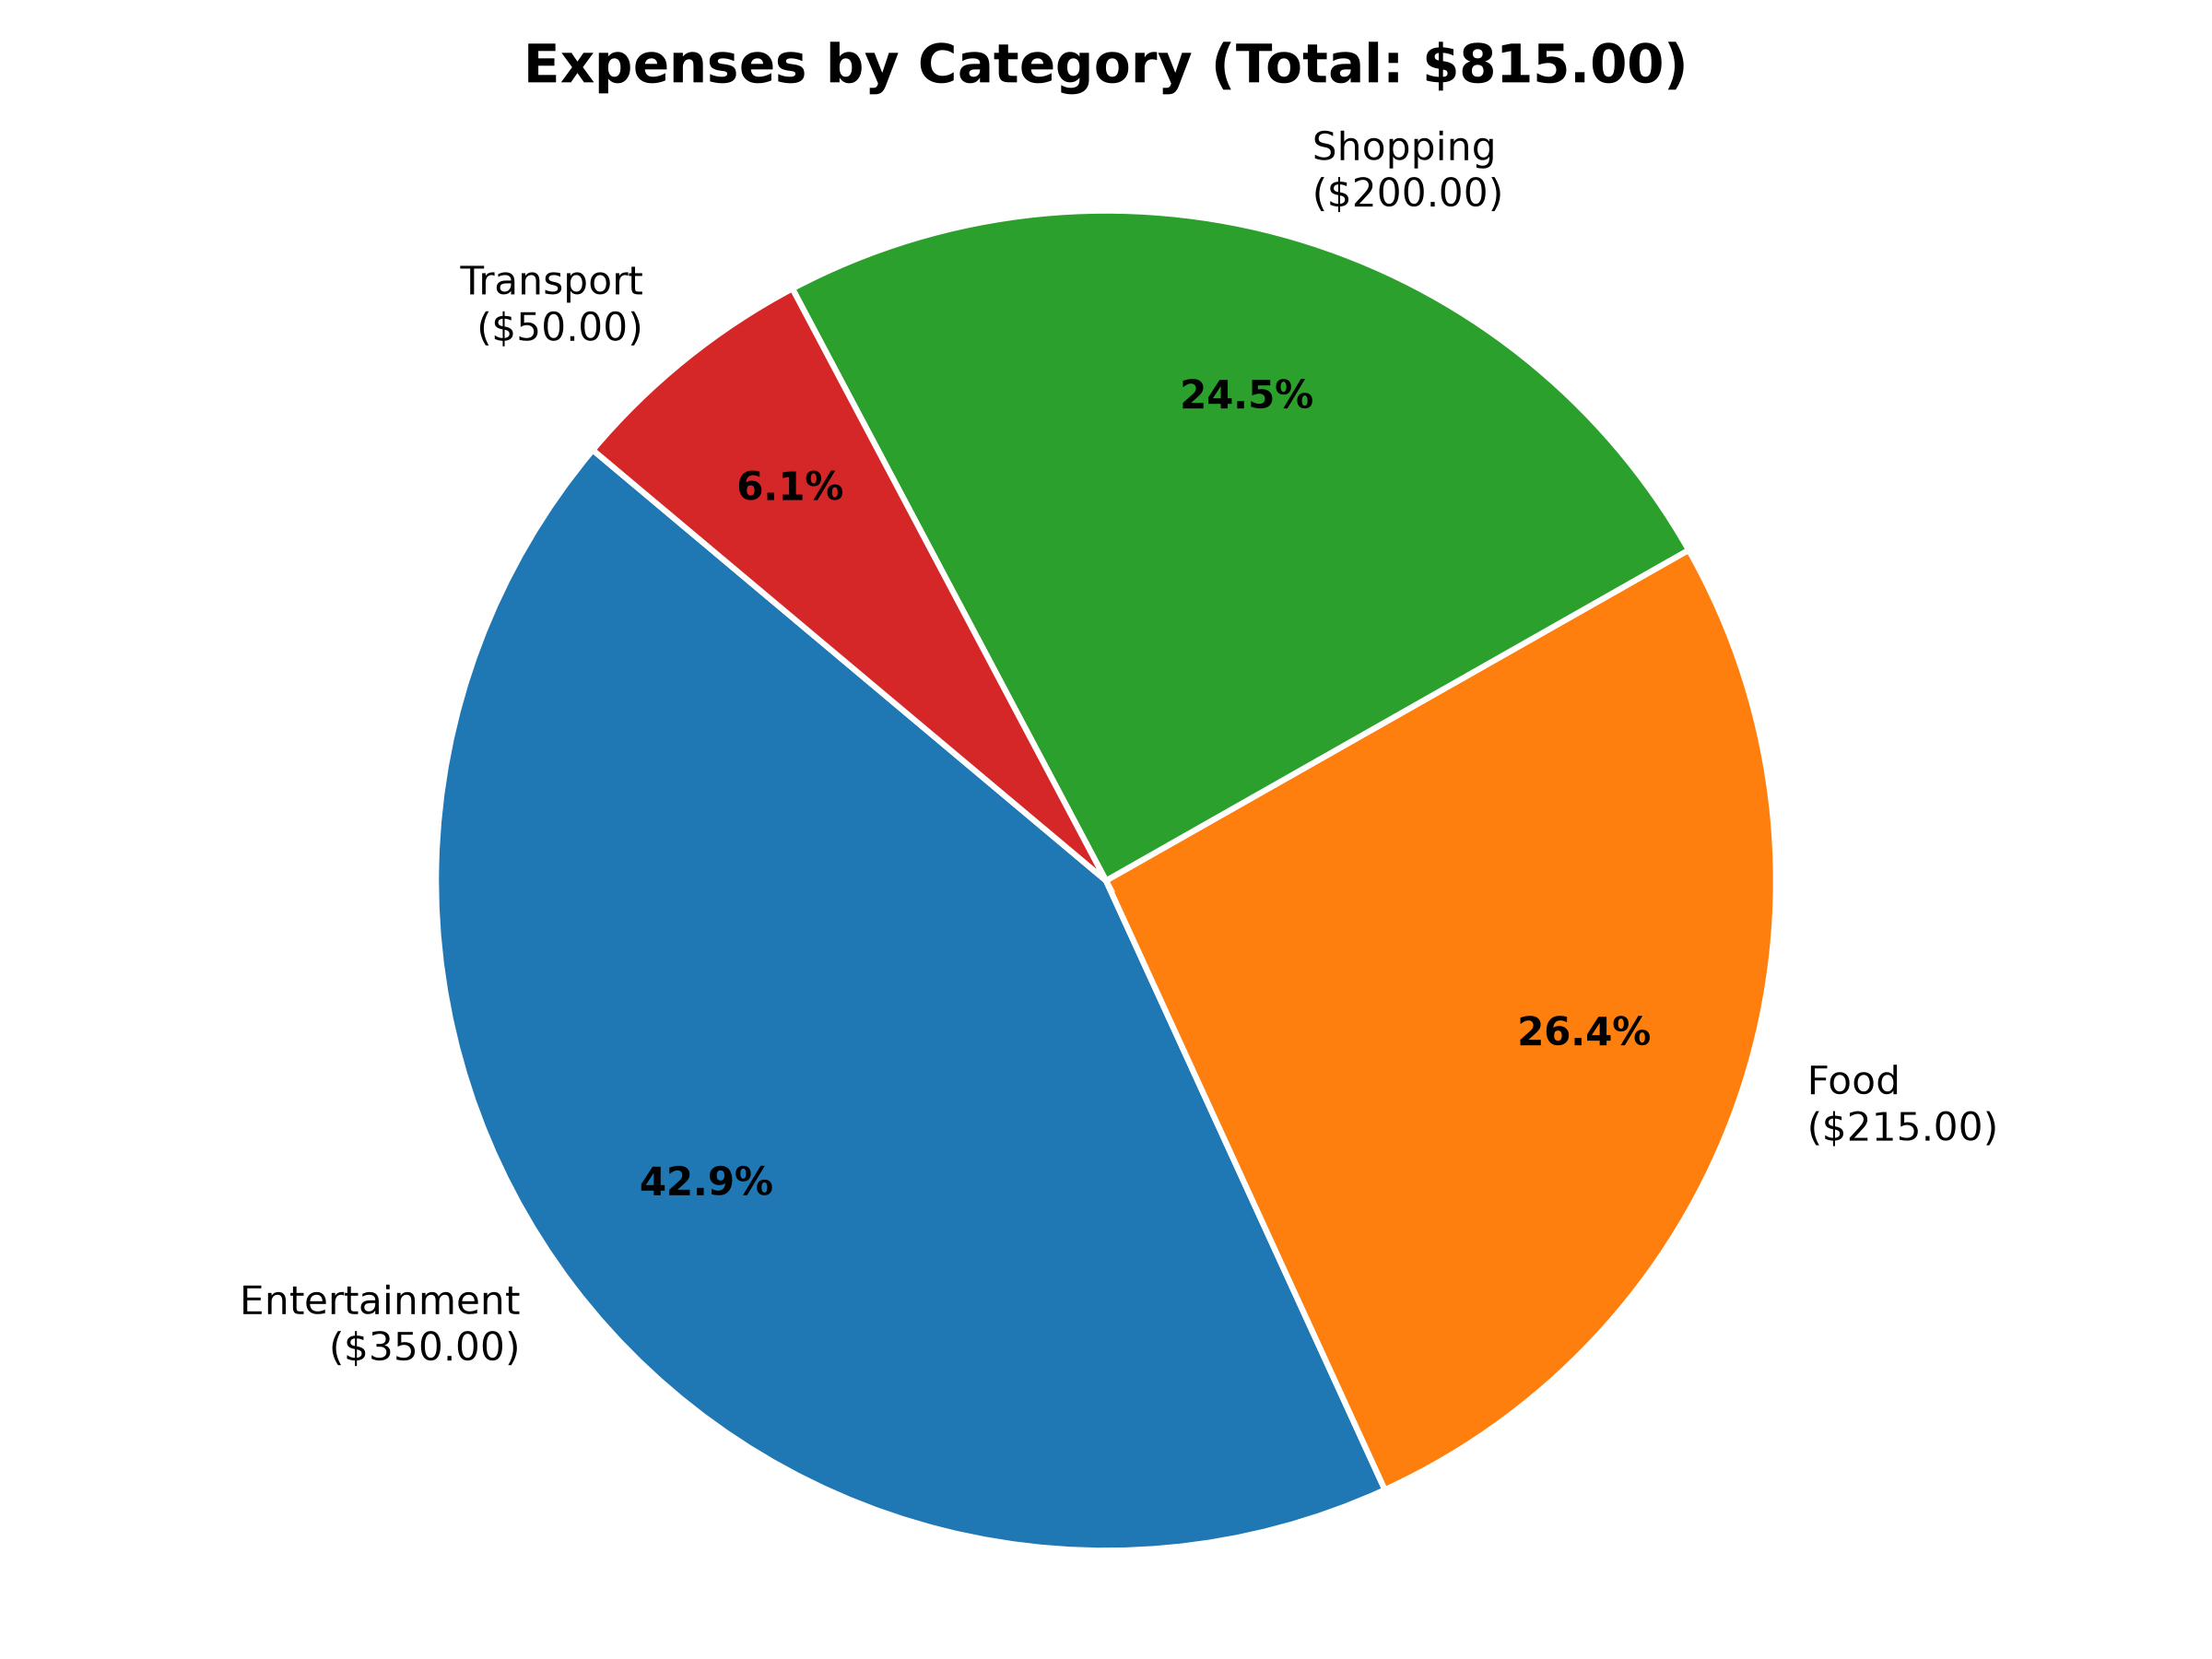 Expenses by Category (Total: $815.00)
Shopping
($200.00)
Transport
($50.00)
24.5%
6.1%
26.4%
Food
($215.00)
42.9%
Entertainment
($350.00)